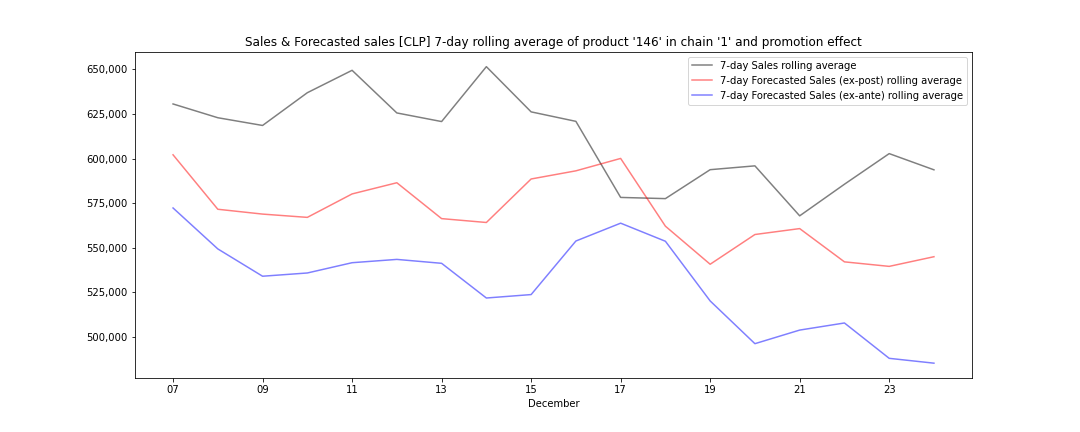 Sales & Forecasted sales [CLP] 7-day rolling average of product '146' in chain '1' and promotion effect
7-day Sales rolling average
7-day Forecasted Sales (ex-post) rolling average
7-day Forecasted Sales (ex-ante) rolling average
650,000
625,000
600,000
575,000
550,000
525,000
500,000
07 09 11 13 15 17 19 21 23
December